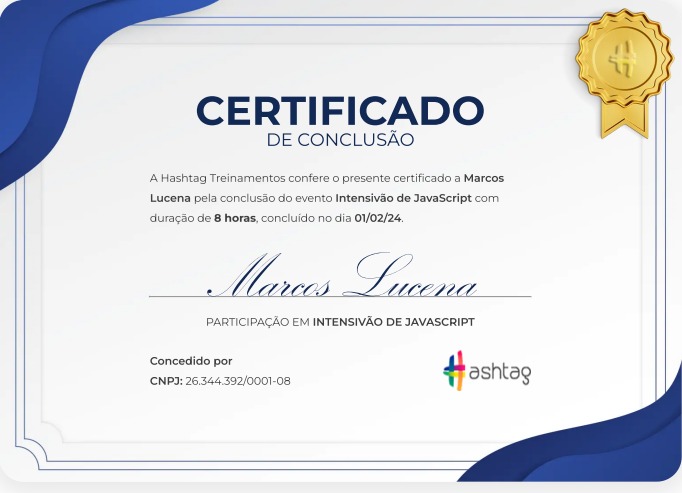 CERTIFICADO
DE CONCLUSÃO
A Hashtag Treinamentos confere o presente certificado a Marcos
Lucena pela conclusão do evento Intensivão de JavaScript com
duração de 8 horas, concluído no dia 01/02/24.
Marcos Lucena
PARTICIPAÇÃO EM INTENSIVÃO DE JAVASCRIPT
Concedido por
CNPJ: 26.344.392/0001-08
#ashtag